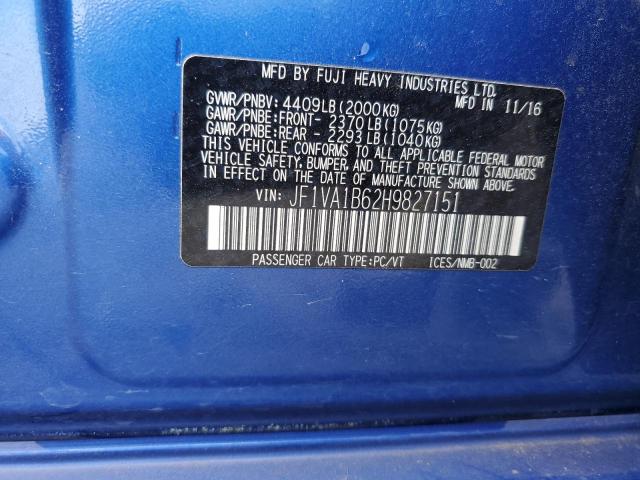 MFD BY FUJI HEAVY INDUSTRIES LTD.
MFD IN 11/16
GVWR/PNBV: 4409LB(2000KG)
GAWR/PNBE:FRONT- 2370LB(1075KG)
GAWR/PNBE:REAR - 2293LB(1040KG)
THIS VEHICLE CONFORMS TO ALL APPLICABLE FEDERAL MOTOR
VEHICLE SAFETY, BUMPER, AND THEFT PREVENTION STANDARDS
IN EFFECT ON THE DATE OF MANUFACTURE SHOWN ABOVE.
VIN: JF1VA1B62H9827151
PASSENGER CAR TYPE:PC/VT ICES/NMB-002